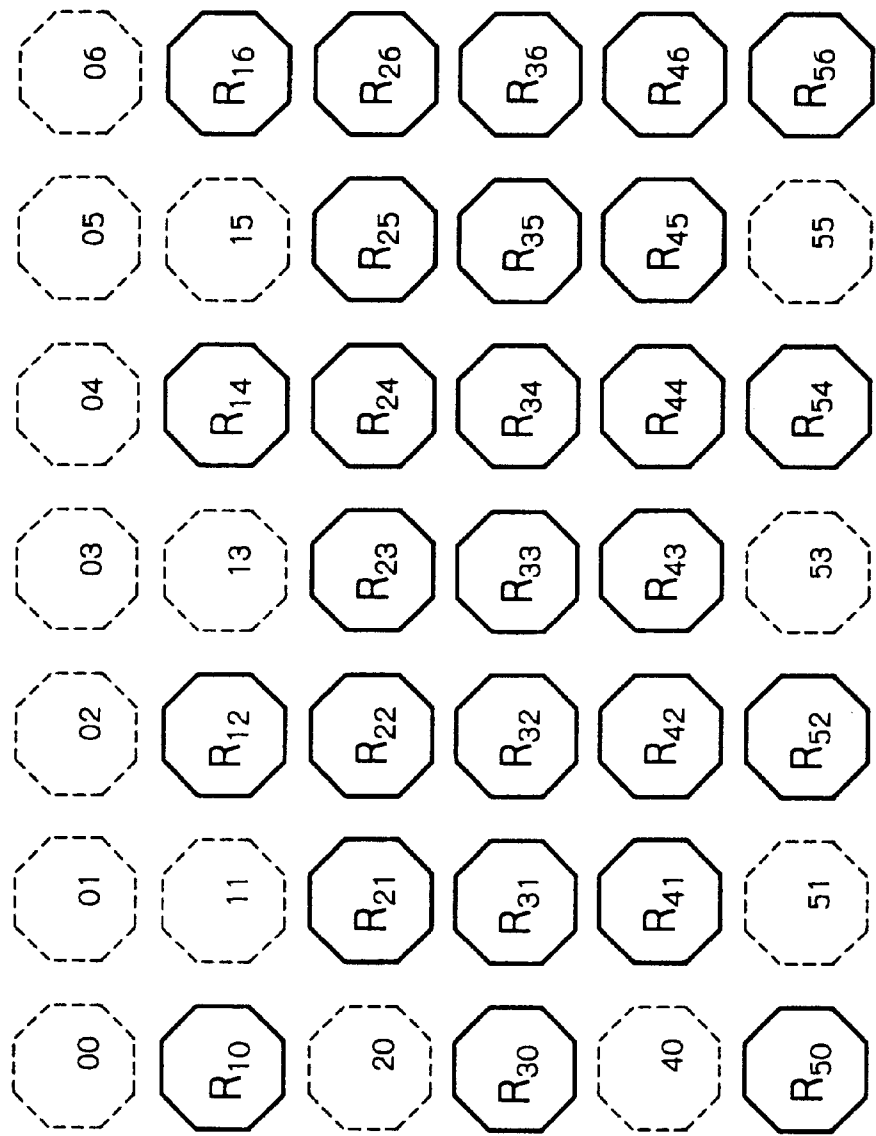 00 01 02 03 04 05 06
R₁₀ 11 R₁₂ 13 R₁₄ 15 R₁₆
20 R₂₁ R₂₂ R₂₃ R₂₄ R₂₅ R₂₆
R₃₀ R₃₁ R₃₂ R₃₃ R₃₄ R₃₅ R₃₆
40 R₄₁ R₄₂ R₄₃ R₄₄ R₄₅ R₄₆
R₅₀ 51 R₅₂ 53 R₅₄ 55 R₅₆